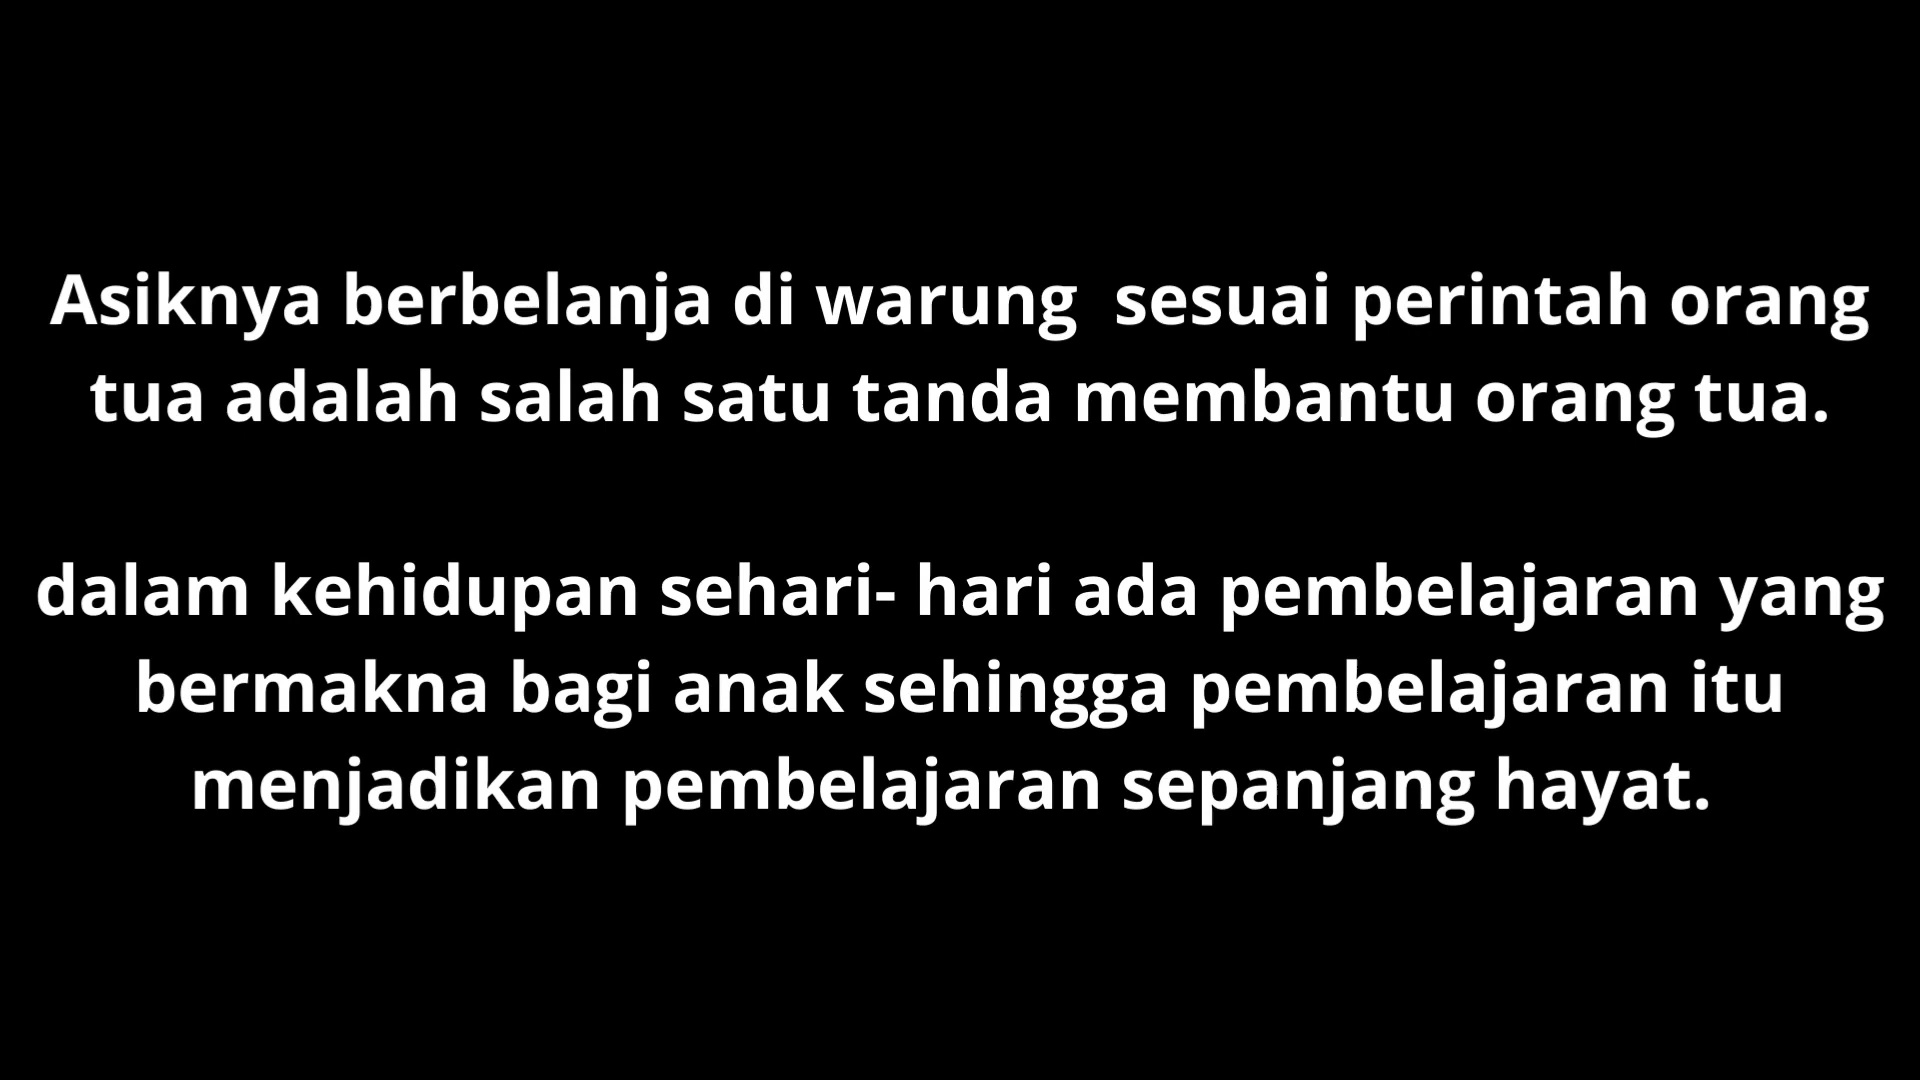 Asiknya berbelanja di warung  sesuai perintah orang
tua adalah salah satu tanda membantu orang tua.
dalam kehidupan sehari- hari ada pembelajaran yang
bermakna bagi anak sehingga pembelajaran itu
menjadikan pembelajaran sepanjang hayat.